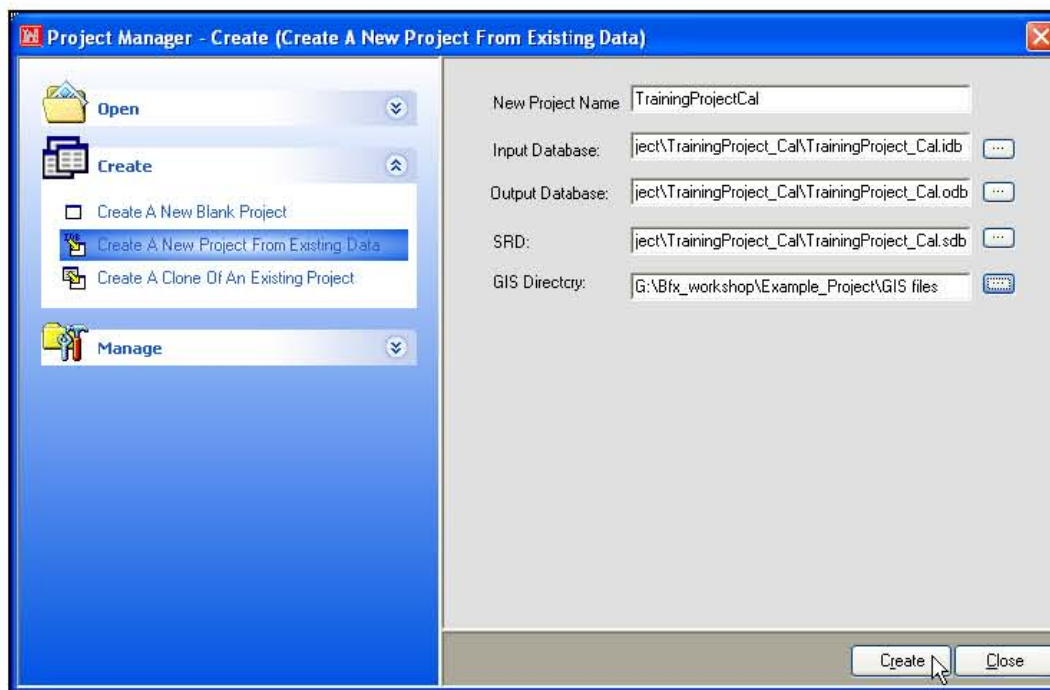 Project Manager - Create (Create A New Project From Existing Data)
Open
Create
Create A New Blank Project
Create A New Project From Existing Data
Create A Clone Of An Existing Project
Manage
New Project Name TrainingProjectCal
Input Database: ject\TrainingProject_Cal\TrainingProject_Cal.idb ...
Output Database: ject\TrainingProject_Cal\TrainingProject_Cal.odb ...
SRD: ject\TrainingProject_Cal\TrainingProject_Cal.sdb ...
GIS Directory: G:\Bfx_workshop\Example_Project\GIS files ...
Create Close